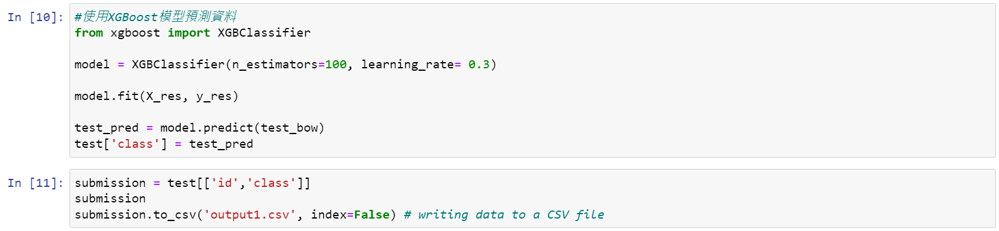 In [10]: #使用XGBoost模型預測資料
from xgboost import XGBClassifier
model = XGBClassifier(n_estimators=100, learning_rate= 0.3)
model.fit(X_res, y_res)
test_pred = model.predict(test_bow)
test['class'] = test_pred
In [11]: submission = test[['id','class']]
submission
submission.to_csv('output1.csv', index=False) # writing data to a CSV file